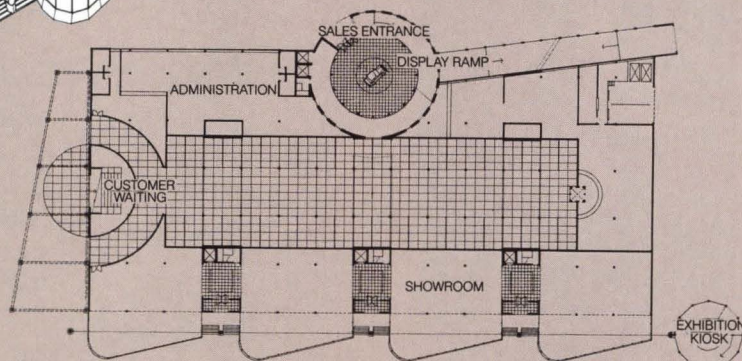 SALES ENTRANCE
DISPLAY RAMP
ADMINISTRATION
CUSTOMER
WAITING
SHOWROOM
EXHIBITION
KIOSK